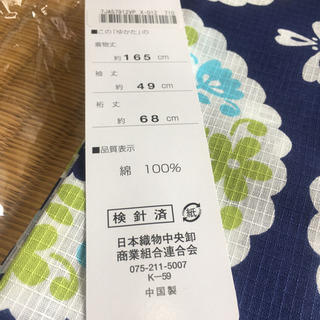 ■この「ゆかた」の
着物丈
約 165 cm
袖 丈
約 49 cm
裄 丈
約 68 cm
■品質表示
綿 100%
検針済 紙
日本織物中央卸
商業組合連合会
075-211-5007
K-59
中国製